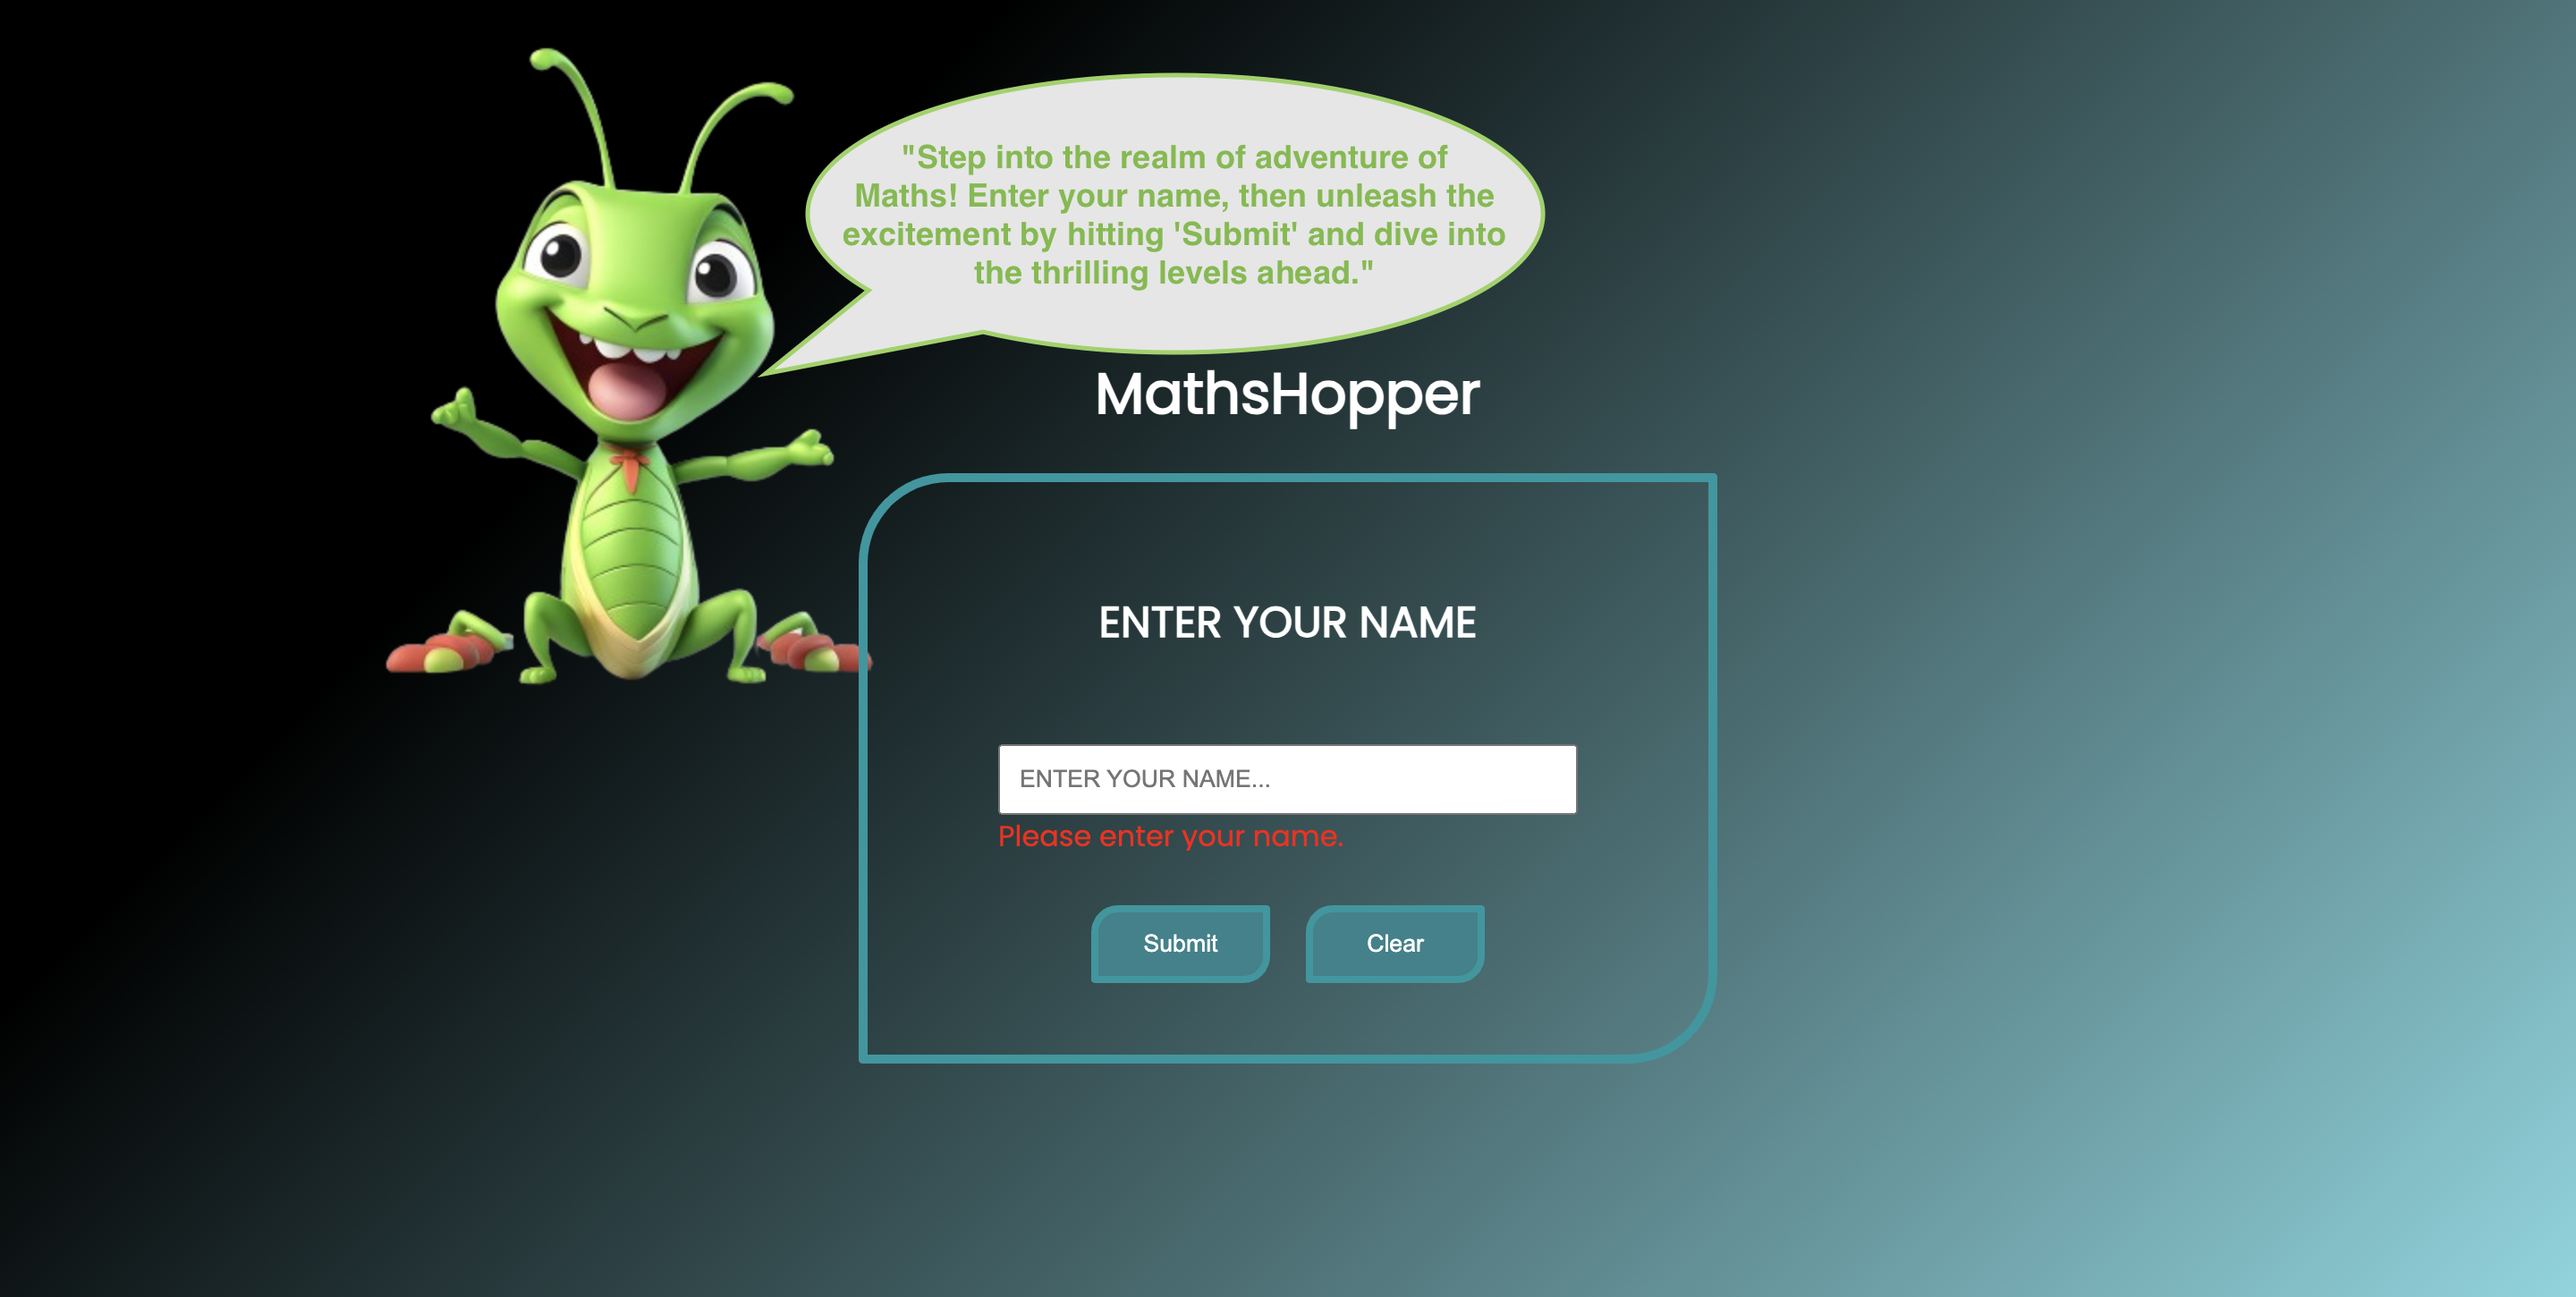 "Step into the realm of adventure of
Maths! Enter your name, then unleash the
excitement by hitting 'Submit' and dive into
the thrilling levels ahead."
MathsHopper
ENTER YOUR NAME
ENTER YOUR NAME...
Please enter your name.
Submit
Clear